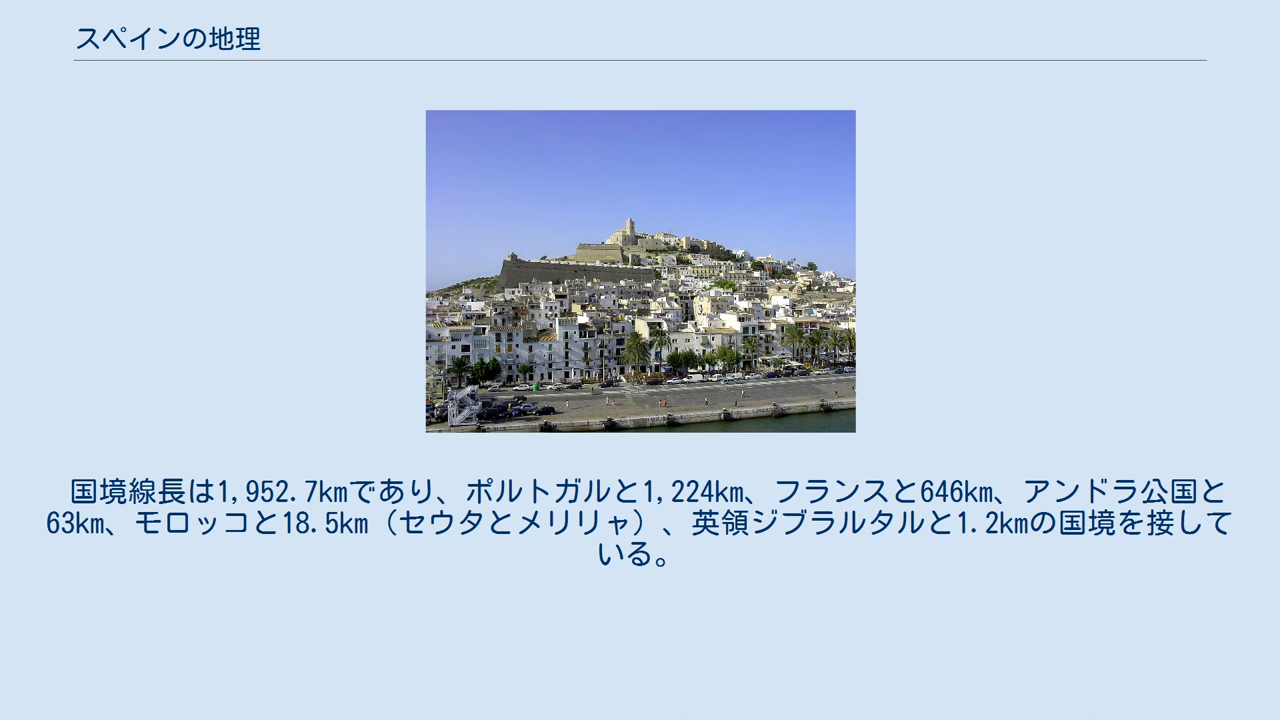 スペインの地理
国境線長は1,952.7kmであり、ポルトガルと1,224km、フランスと646km、アンドラ公国と
63km、モロッコと18.5km（セウタとメリリャ）、英領ジブラルタルと1.2kmの国境を接して
いる。